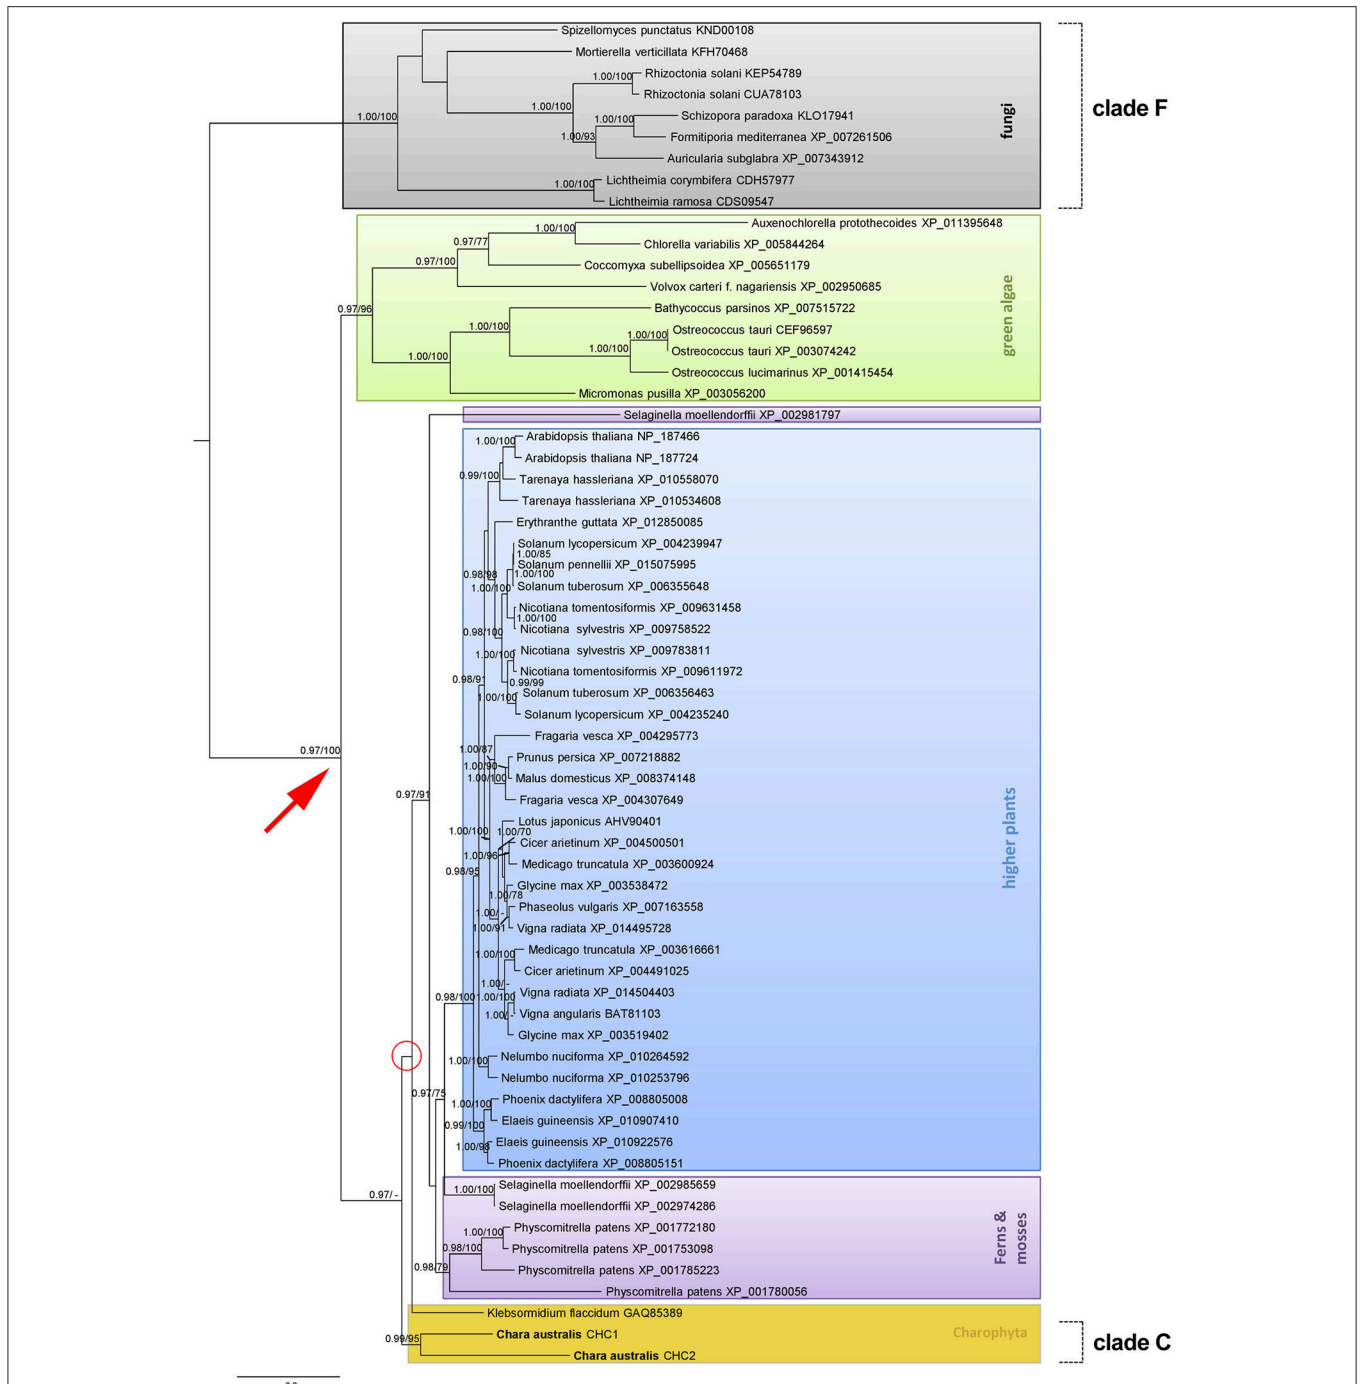 Spizellomyces punctatus KND00108
Mortierella verticillata KFH70468
1.00/100
Rhizoctonia solani KEP54789
Rhizoctonia solani CUA78103
1.00/100
1.00/100
1.00/100
Schizopora paradoxa KLO17941
1.00/93
Formitiporia mediterranea XP_007261506
Auricularia subglabra XP_007343912
1.00/100
Lichtheimia corymbifera CDH57977
Lichtheimia ramosa CDS09547
fungi
clade F
1.00/100
Auxenochlorella protothecoides XP_011395648
0.97/77
Chlorella variabilis XP_005844264
0.97/100
Coccomyxa subellipsoidea XP_005651179
Volvox carteri f. nagariensis XP_002950685
0.97/96
Bathycoccus parsinos XP_007515722
1.00/100
1.00/100
Ostreococcus tauri CEF96597
1.00/100
1.00/100
Ostreococcus tauri XP_003074242
Ostreococcus lucimarinus XP_001415454
Micromonas pusilla XP_003056200
green algae
Selaginella moellendorffii XP_002981797
1.00/100
Arabidopsis thaliana NP_187466
Arabidopsis thaliana NP_187724
0.99/100
Tarenaya hassleriana XP_010558070
Tarenaya hassleriana XP_010534608
Erythranthe guttata XP_012850085
Solanum lycopersicum XP_004239947
1.00/85
Solanum pennellii XP_015075995
0.98/98
1.00/100
1.00/100
Solanum tuberosum XP_006355648
Nicotiana tomentosiformis XP_009631458
1.00/100
0.98/100
Nicotiana sylvestris XP_009758522
Nicotiana sylvestris XP_009783811
1.00/100
Nicotiana tomentosiformis XP_009611972
0.98/91
0.99/99
1.00/100
Solanum tuberosum XP_006356463
Solanum lycopersicum XP_004235240
Fragaria vesca XP_004295773
1.00/87
Prunus persica XP_007218882
1.00/90
1.00/100
Malus domesticus XP_008374148
Fragaria vesca XP_004307649
0.97/100
0.97/91
Lotus japonicus AHV90401
1.00/100
1.00/70
Cicer arietinum XP_004500501
1.00/96
Medicago truncatula XP_003600924
0.98/95
Glycine max XP_003538472
1.00/78
Phaseolus vulgaris XP_007163558
1.00/ -
1.00/91
Vigna radiata XP_014495728
Medicago truncatula XP_003616661
1.00/100
Cicer arietinum XP_004491025
1.00/ -
Vigna radiata XP_014504403
0.98/100
1.00/100
1.00/ -
Vigna angularis BAT81103
Glycine max XP_003519402
Nelumbo nuciforma XP_010264592
1.00/100
Nelumbo nuciforma XP_010253796
0.97/75
Phoenix dactylifera XP_008805008
1.00/100
Elaeis guineensis XP_010907410
0.99/100
Elaeis guineensis XP_010922576
1.00/98
Phoenix dactylifera XP_008805151
higher plants
0.97/ -
Selaginella moellendorffii XP_002985659
1.00/100
Selaginella moellendorffii XP_002974286
Physcomitrella patens XP_001772180
1.00/100
0.98/100
Physcomitrella patens XP_001753098
0.98/79
Physcomitrella patens XP_001785223
Physcomitrella patens XP_001780056
Ferns &
mosses
Klebsormidium flaccidum GAQ85389
0.99/95
Chara australis CHC1
Chara australis CHC2
Charophyta
clade C